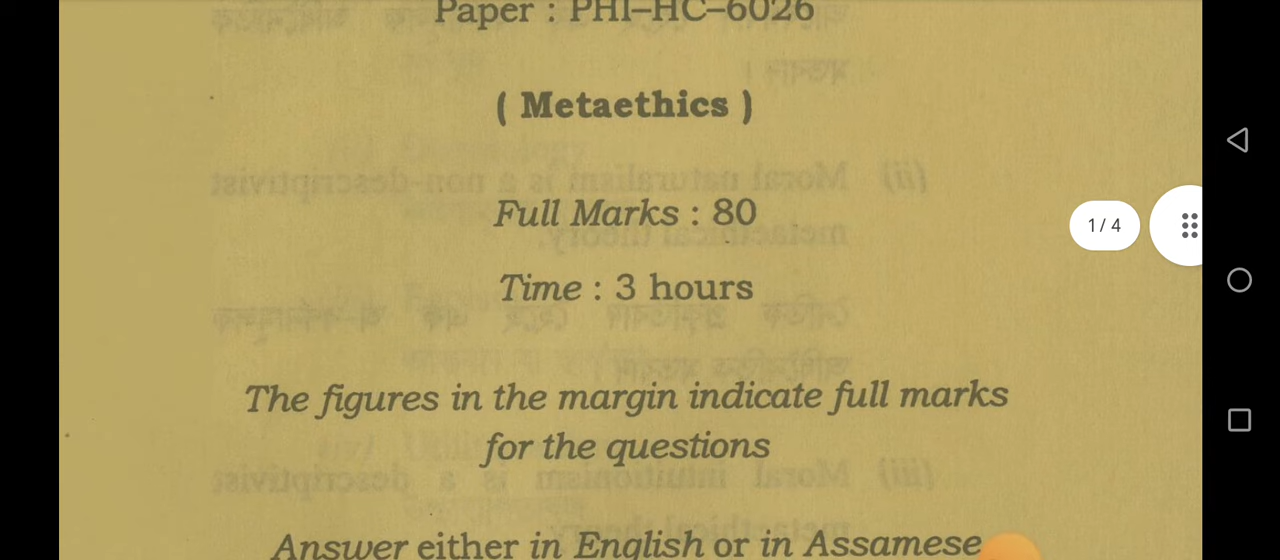 Paper : PHI–HC–6026
( Metaethics )
Full Marks : 80
1/4
Time : 3 hours
The figures in the margin indicate full marks
for the questions
Answer either in English or in Assamese